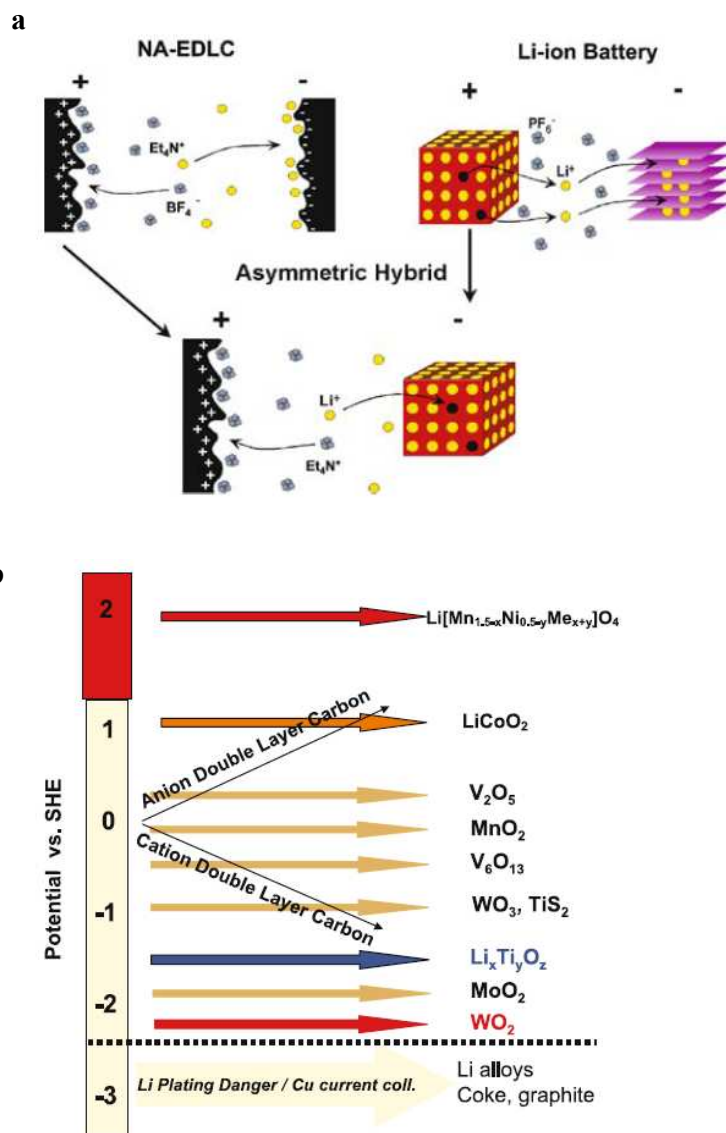 a
NA-EDLC
Li-ion Battery
+
-
+
-
Et₄N⁺
BF₄⁻
PF₆⁻
Li⁺
Asymmetric Hybrid
+
-
Li⁺
Et₄N⁺
Potential vs. SHE
2
1
0
-1
-2
-3
Anion Double Layer Carbon
Cation Double Layer Carbon
Li[Mn₁.₅₌ₓNi₀.₅₌ᵧMeₓ₊ᵧ]O₄
LiCoO₂
V₂O₅
MnO₂
V₆O₁₃
WO₃, TiS₂
LiₓTiᵧO_z
MoO₂
WO₂
Li Plating Danger / Cu current coll.
Li alloys
Coke, graphite